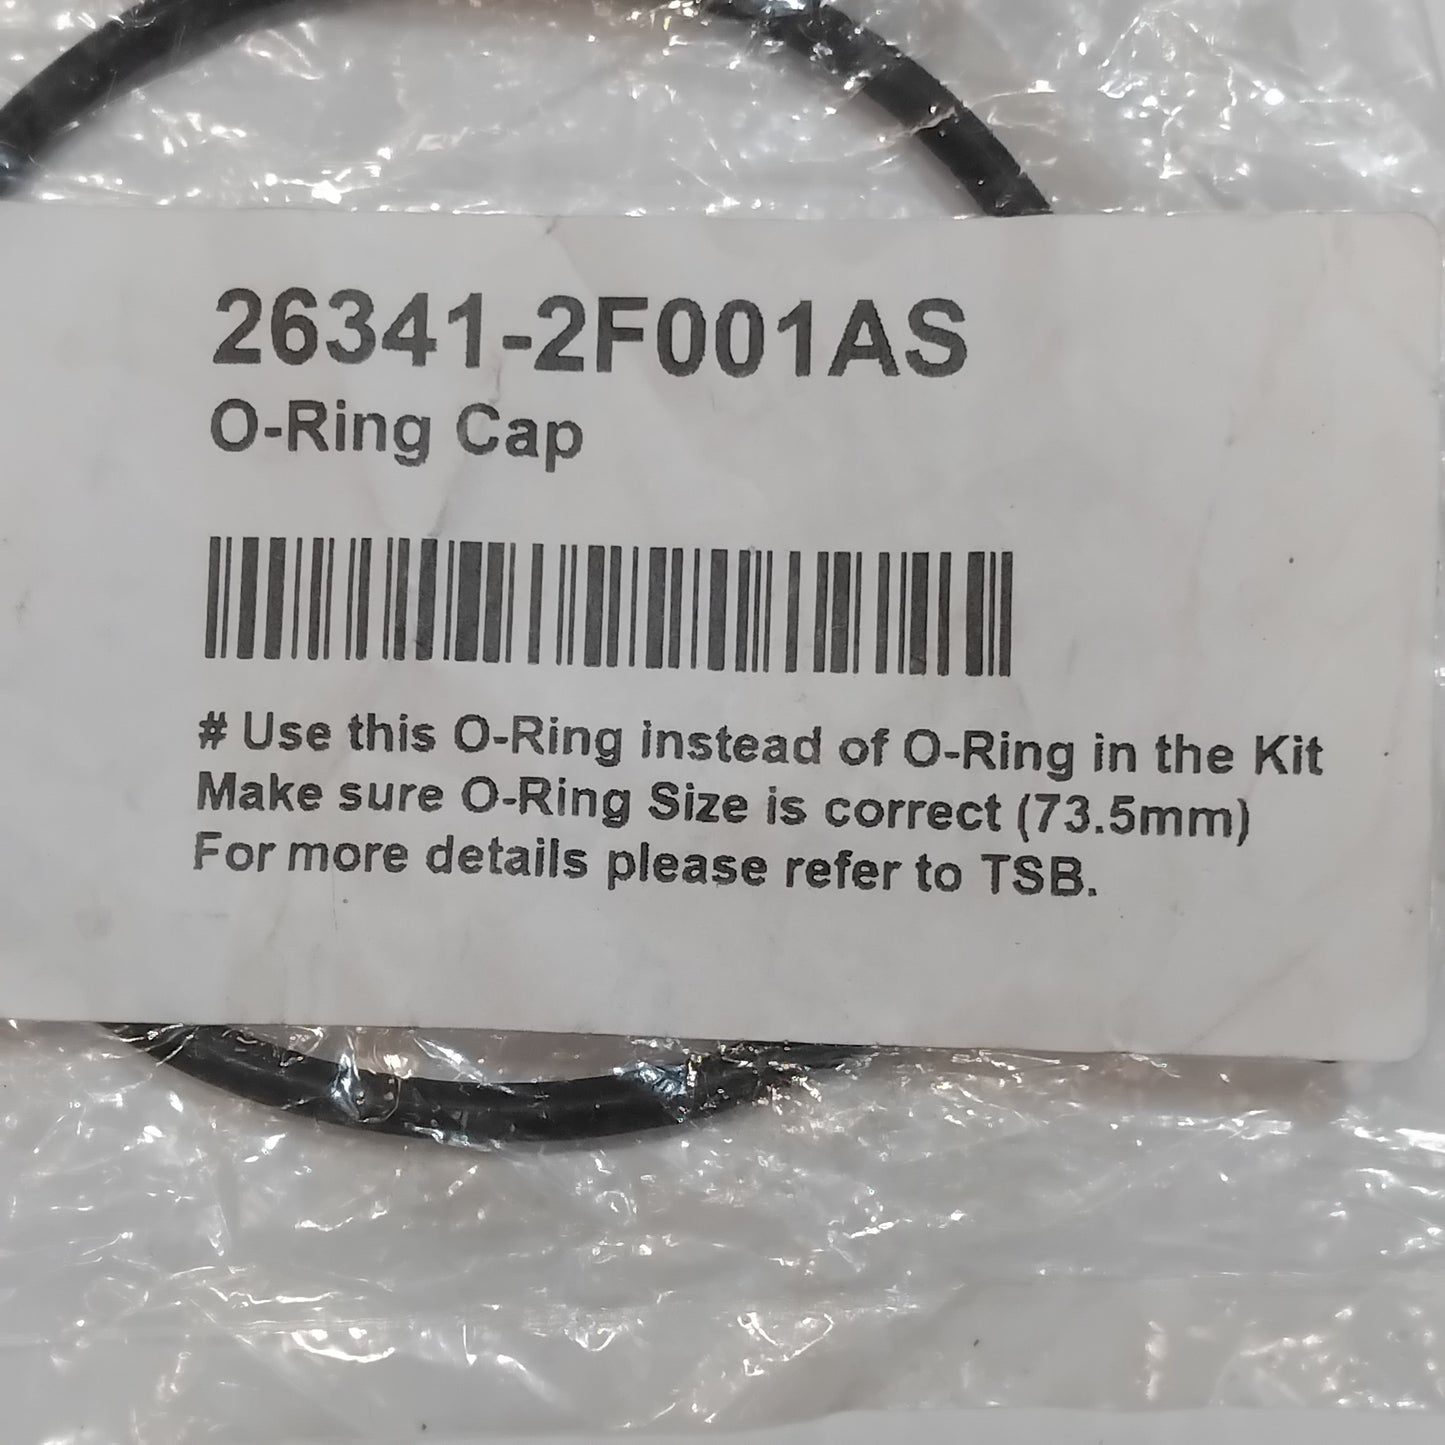 26341-2F001AS
O-Ring Cap
# Use this O-Ring instead of O-Ring in the Kit
Make sure O-Ring Size is correct (73.5mm)
For more details please refer to TSB.